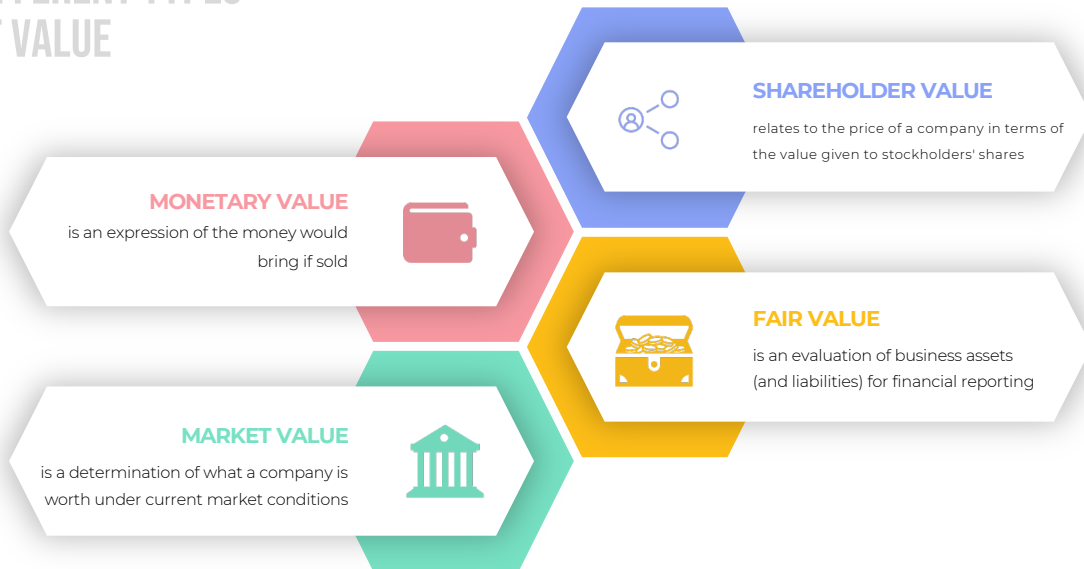 TYPES
VALUE
SHAREHOLDER VALUE
relates to the price of a company in terms of
the value given to stockholders' shares
MONETARY VALUE
is an expression of the money would
bring if sold
FAIR VALUE
is an evaluation of business assets
(and liabilities) for financial reporting
MARKET VALUE
is a determination of what a company is
worth under current market conditions